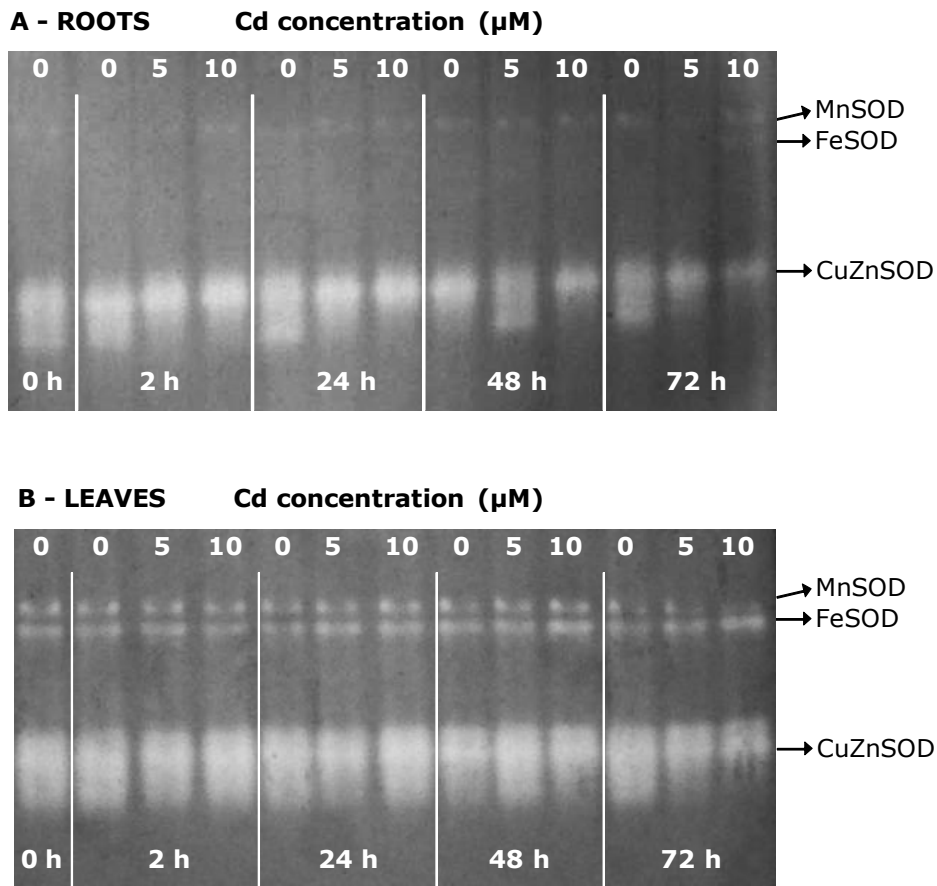 A - ROOTS Cd concentration (µM)
0 0 5 10 0 5 10 0 5 10 0 5 10
MnSOD
FeSOD
CuZnSOD
0 h 2 h 24 h 48 h 72 h
B - LEAVES Cd concentration (µM)
0 0 5 10 0 5 10 0 5 10 0 5 10
MnSOD
FeSOD
CuZnSOD
0 h 2 h 24 h 48 h 72 h